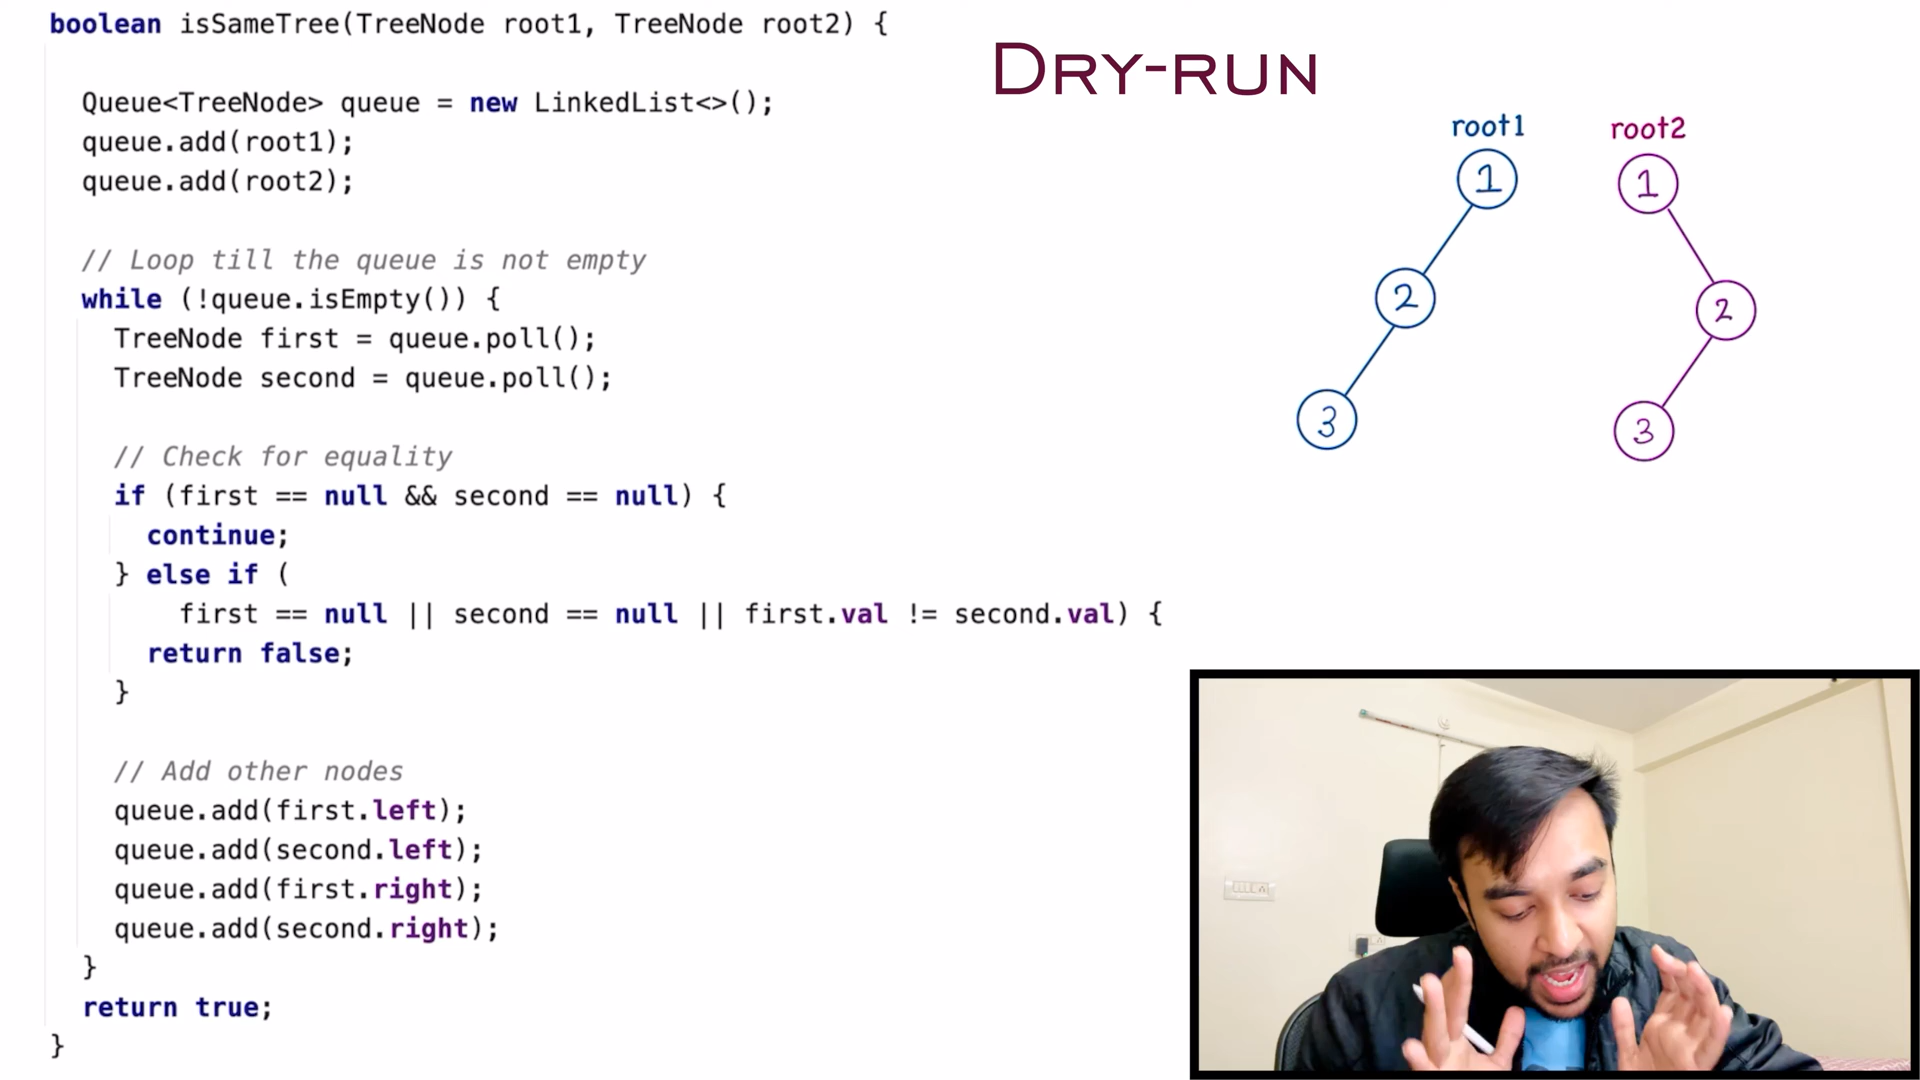 boolean isSameTree(TreeNode root1, TreeNode root2) {
Queue<TreeNode> queue = new LinkedList<>();
queue.add(root1);
queue.add(root2);
// Loop till the queue is not empty
while (!queue.isEmpty()) {
TreeNode first = queue.poll();
TreeNode second = queue.poll();
// Check for equality
if (first == null && second == null) {
continue;
} else if (
first == null || second == null || first.val != second.val) {
return false;
}
// Add other nodes
queue.add(first.left);
queue.add(second.left);
queue.add(first.right);
queue.add(second.right);
}
return true;
}
DRY-RUN
root1
1
2
3
root2
1
2
3